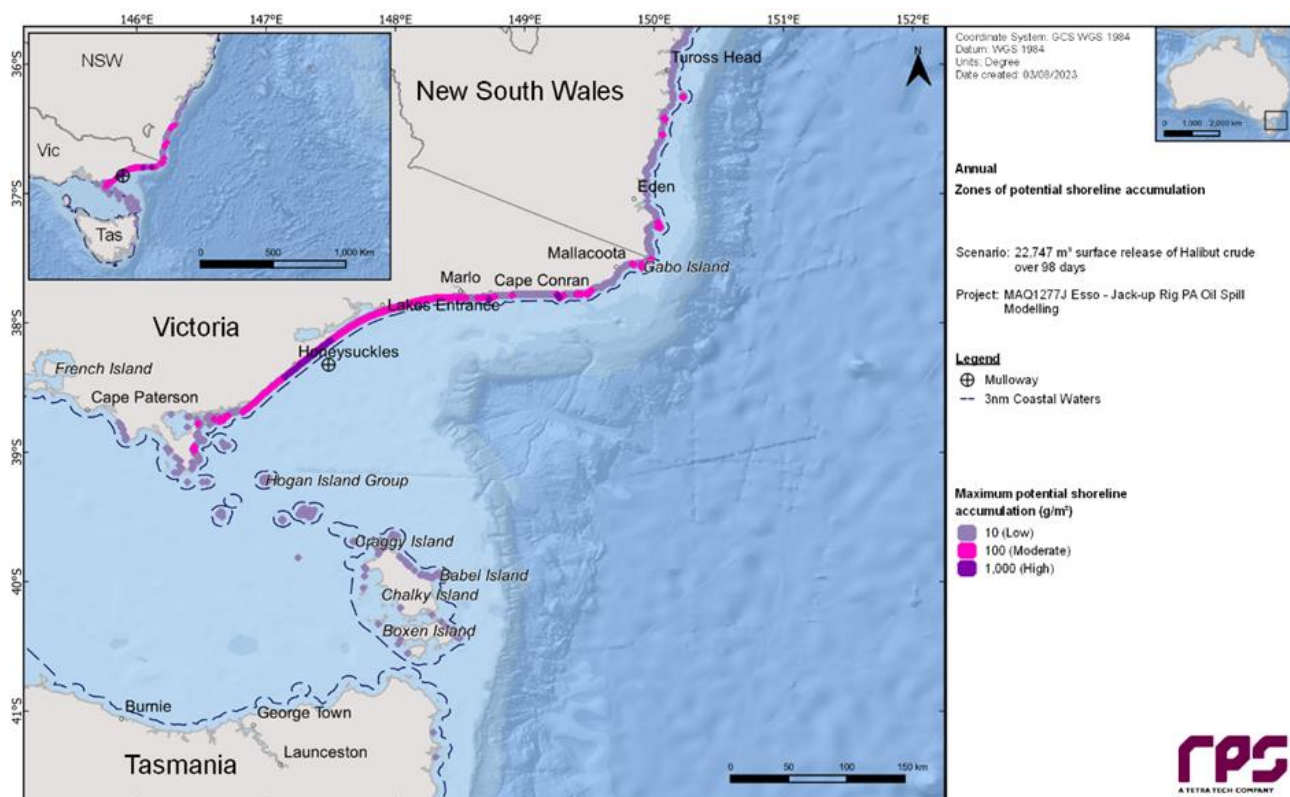 146°E 147°E 148°E 149°E 150°E 151°E 152°E
36°S
37°S
38°S
39°S
40°S
41°S
NSW
Vic
Tas
0 500 1,000 Km
New South Wales
Tuross Head
N
Eden
Mallacoota
Gabo Island
Marlo
Cape Conran
Lakes Entrance
Victoria
Honeysuckles
French Island
Cape Paterson
Hogan Island Group
Craggy Island
Babel Island
Chalky Island
Boxen Island
Burnie
George Town
Launceston
Tasmania
0 50 100 150 km
Coordinate System: GCS WGS 1984
Datum: WGS 1984
Units: Degree
Date created: 03/08/2023
0 1,000 2,000 km
Annual
Zones of potential shoreline accumulation
Scenario: 22,747 m³ surface release of Halibut crude
over 98 days
Project: MAQ1277J Esso - Jack-up Rig PA Oil Spill
Modelling
Legend
Mulloway
3nm Coastal Waters
Maximum potential shoreline
accumulation (g/m²)
10 (Low)
100 (Moderate)
1,000 (High)
rps
A TETRA TECH COMPANY